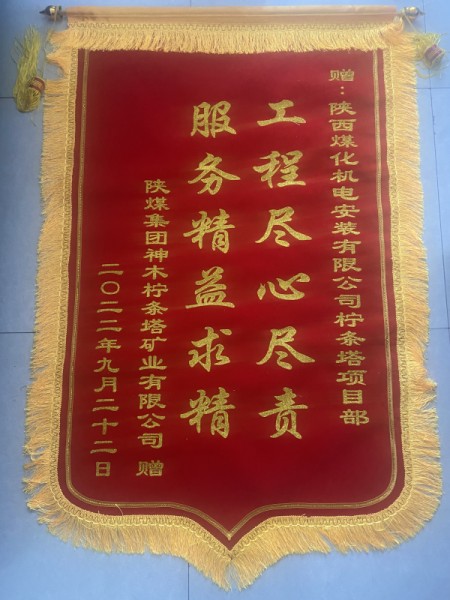 赠：陕西煤化机电安装有限公司柠条塔项目部
工程尽心尽责
服务精益求精
陕煤集团神木柠条塔矿业有限公司 赠
二〇二二年九月二十二日